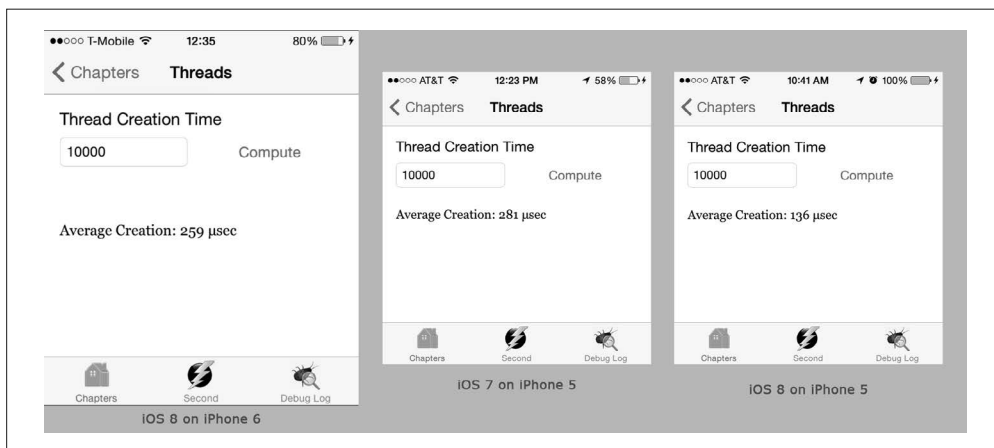 T-Mobile 12:35 80%
Chapters Threads
Thread Creation Time
10000 Compute
Average Creation: 259 µsec
Chapters Second Debug Log
iOS 8 on iPhone 6
AT&T 12:23 PM 58%
Chapters Threads
Thread Creation Time
10000 Compute
Average Creation: 281 µsec
Chapters Second Debug Log
iOS 7 on iPhone 5
AT&T 10:41 AM 100%
Chapters Threads
Thread Creation Time
10000 Compute
Average Creation: 136 µsec
Chapters Second Debug Log
iOS 8 on iPhone 5